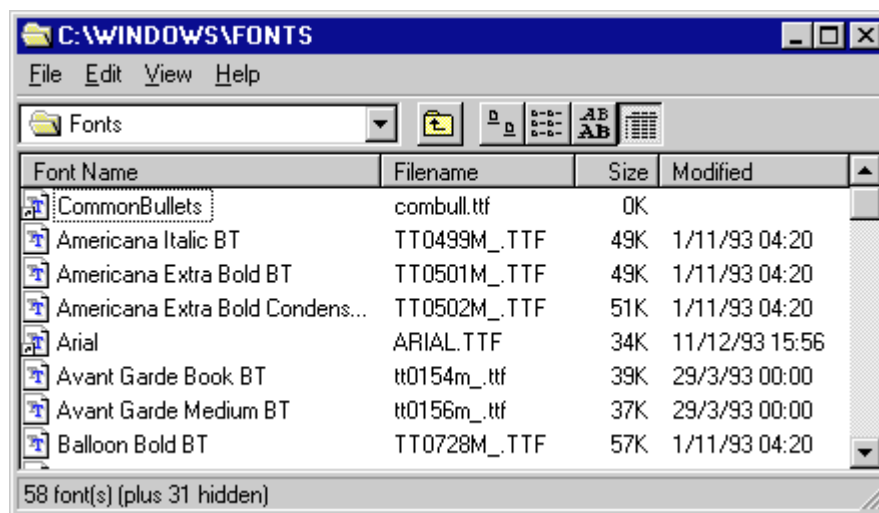 C:\WINDOWS\FONTS
File Edit View Help
Fonts
Font Name Filename Size Modified
CommonBullets combull.ttf 0K
Americana Italic BT TT0499M_.TTF 49K 1/11/93 04:20
Americana Extra Bold BT TT0501M_.TTF 49K 1/11/93 04:20
Americana Extra Bold Condens... TT0502M_.TTF 51K 1/11/93 04:20
Arial ARIAL.TTF 34K 11/12/93 15:56
Avant Garde Book BT tt0154m_.ttf 39K 29/3/93 00:00
Avant Garde Medium BT tt0156m_.ttf 37K 29/3/93 00:00
Balloon Bold BT TT0728M_.TTF 57K 1/11/93 04:20
58 font(s) (plus 31 hidden)